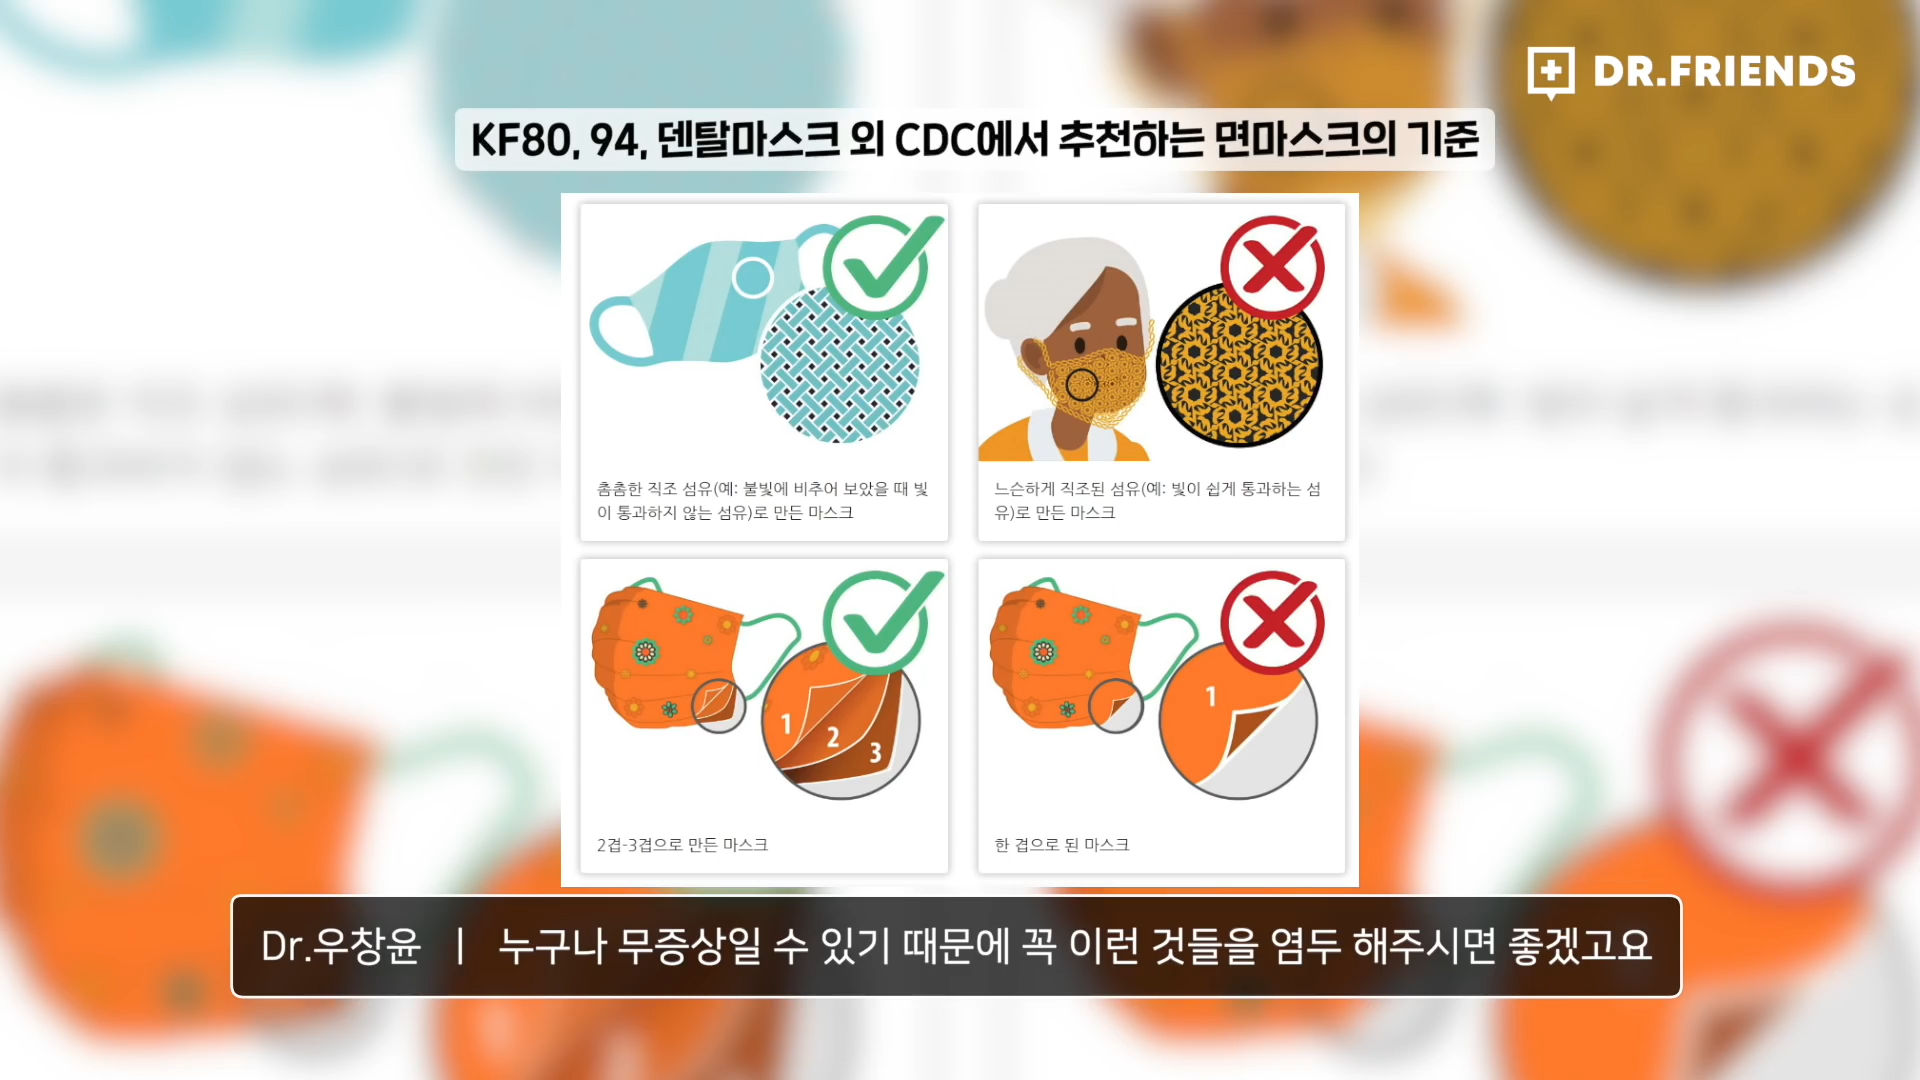 DR.FRIENDS
KF80, 94, 덴탈마스크 외 CDC에서 추천하는 면마스크의 기준
촘촘한 직조 섬유(예: 불빛에 비추어 보았을 때 빛
이 통과하지 않는 섬유)로 만든 마스크
느슨하게 직조된 섬유(예: 빛이 쉽게 통과하는 섬
유)로 만든 마스크
1
2
3
2겹-3겹으로 만든 마스크
1
한 겹으로 된 마스크
Dr.우창윤 | 누구나 무증상일 수 있기 때문에 꼭 이런 것들을 염두 해주시면 좋겠고요